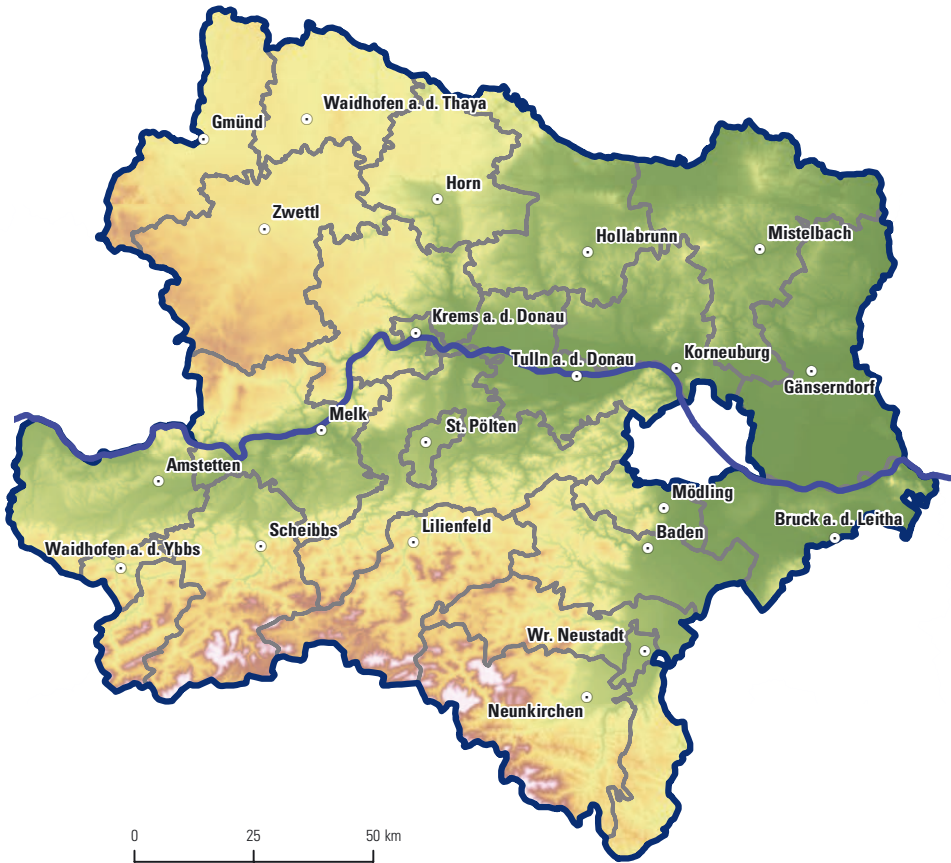 Waidhofen a. d. Thaya
Gmünd
Horn
Zwettl
Hollabrunn
Mistelbach
Krems a. d. Donau
Tulln a. d. Donau
Korneuburg
Gänserndorf
Melk
St. Pölten
Amstetten
Mödling
Bruck a. d. Leitha
Scheibbs
Lilienfeld
Baden
Waidhofen a. d. Ybbs
Wr. Neustadt
Neunkirchen
0 25 50 km